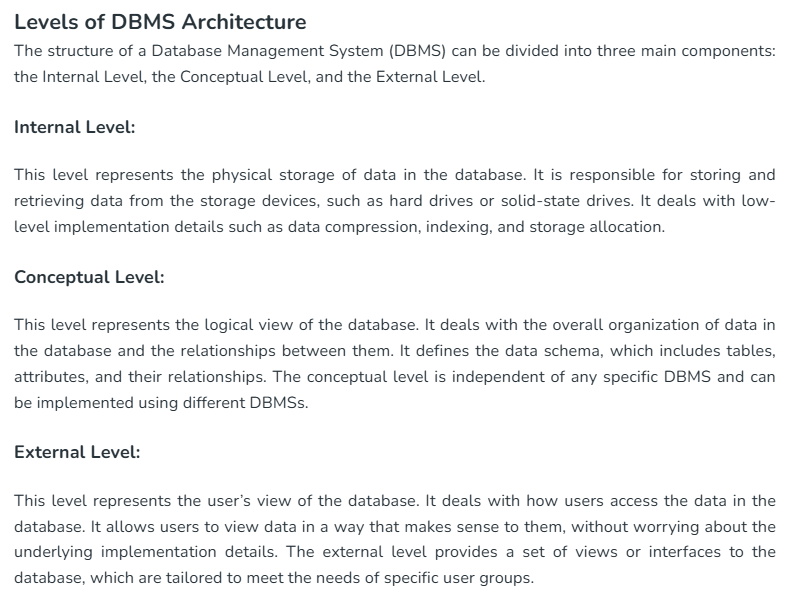 Levels of DBMS Architecture
The structure of a Database Management System (DBMS) can be divided into three main components:
the Internal Level, the Conceptual Level, and the External Level.
Internal Level:
This level represents the physical storage of data in the database. It is responsible for storing and
retrieving data from the storage devices, such as hard drives or solid-state drives. It deals with low-
level implementation details such as data compression, indexing, and storage allocation.
Conceptual Level:
This level represents the logical view of the database. It deals with the overall organization of data in
the database and the relationships between them. It defines the data schema, which includes tables,
attributes, and their relationships. The conceptual level is independent of any specific DBMS and can
be implemented using different DBMSs.
External Level:
This level represents the user’s view of the database. It deals with how users access the data in the
database. It allows users to view data in a way that makes sense to them, without worrying about the
underlying implementation details. The external level provides a set of views or interfaces to the
database, which are tailored to meet the needs of specific user groups.